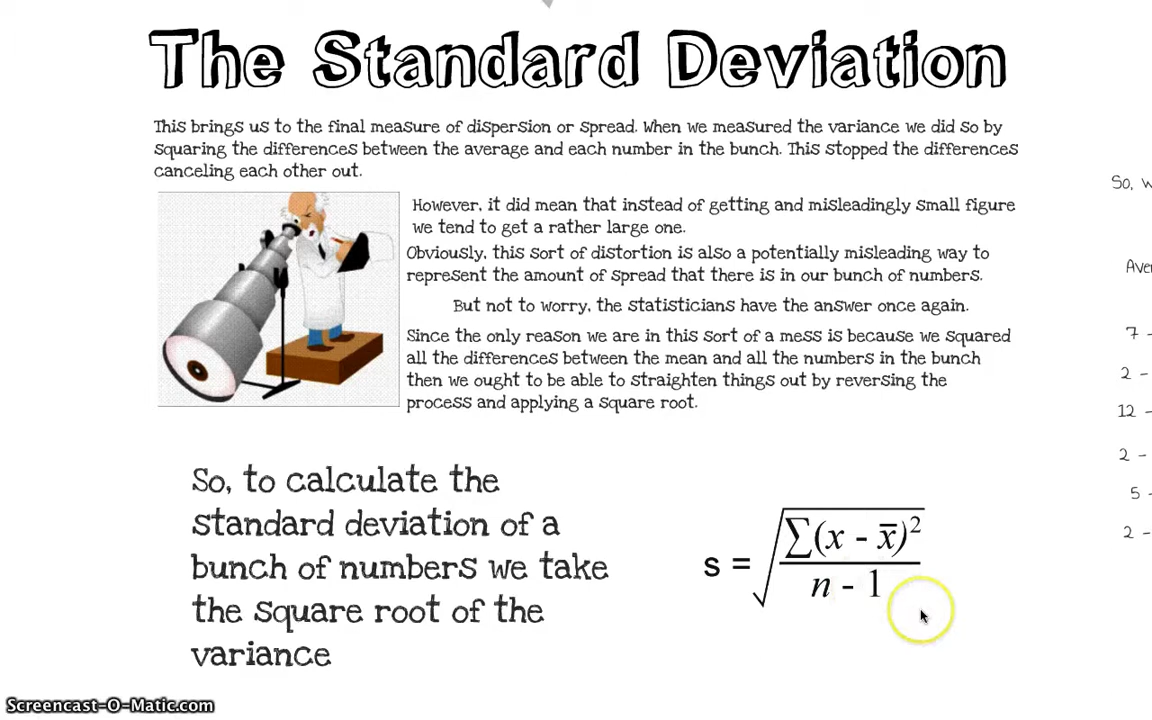 The Standard Deviation
This brings us to the final measure of dispersion or spread. When we measured the variance we did so by
squaring the differences between the average and each number in the bunch. This stopped the differences
canceling each other out.
However, it did mean that instead of getting and misleadingly small figure
we tend to get a rather large one.
Obviously, this sort of distortion is also a potentially misleading way to
represent the amount of spread that there is in our bunch of numbers.
But not to worry, the statisticians have the answer once again.
Since the only reason we are in this sort of a mess is because we squared
all the differences between the mean and all the numbers in the bunch
then we ought to be able to straighten things out by reversing the
process and applying a square root.
So, to calculate the
standard deviation of a
bunch of numbers we take
the square root of the
variance
s = √(∑(x - x̅)² / (n - 1))
So,
7 -
2 -
12 -
2 -
5 -
2 -
Screencast-O-Matic.com